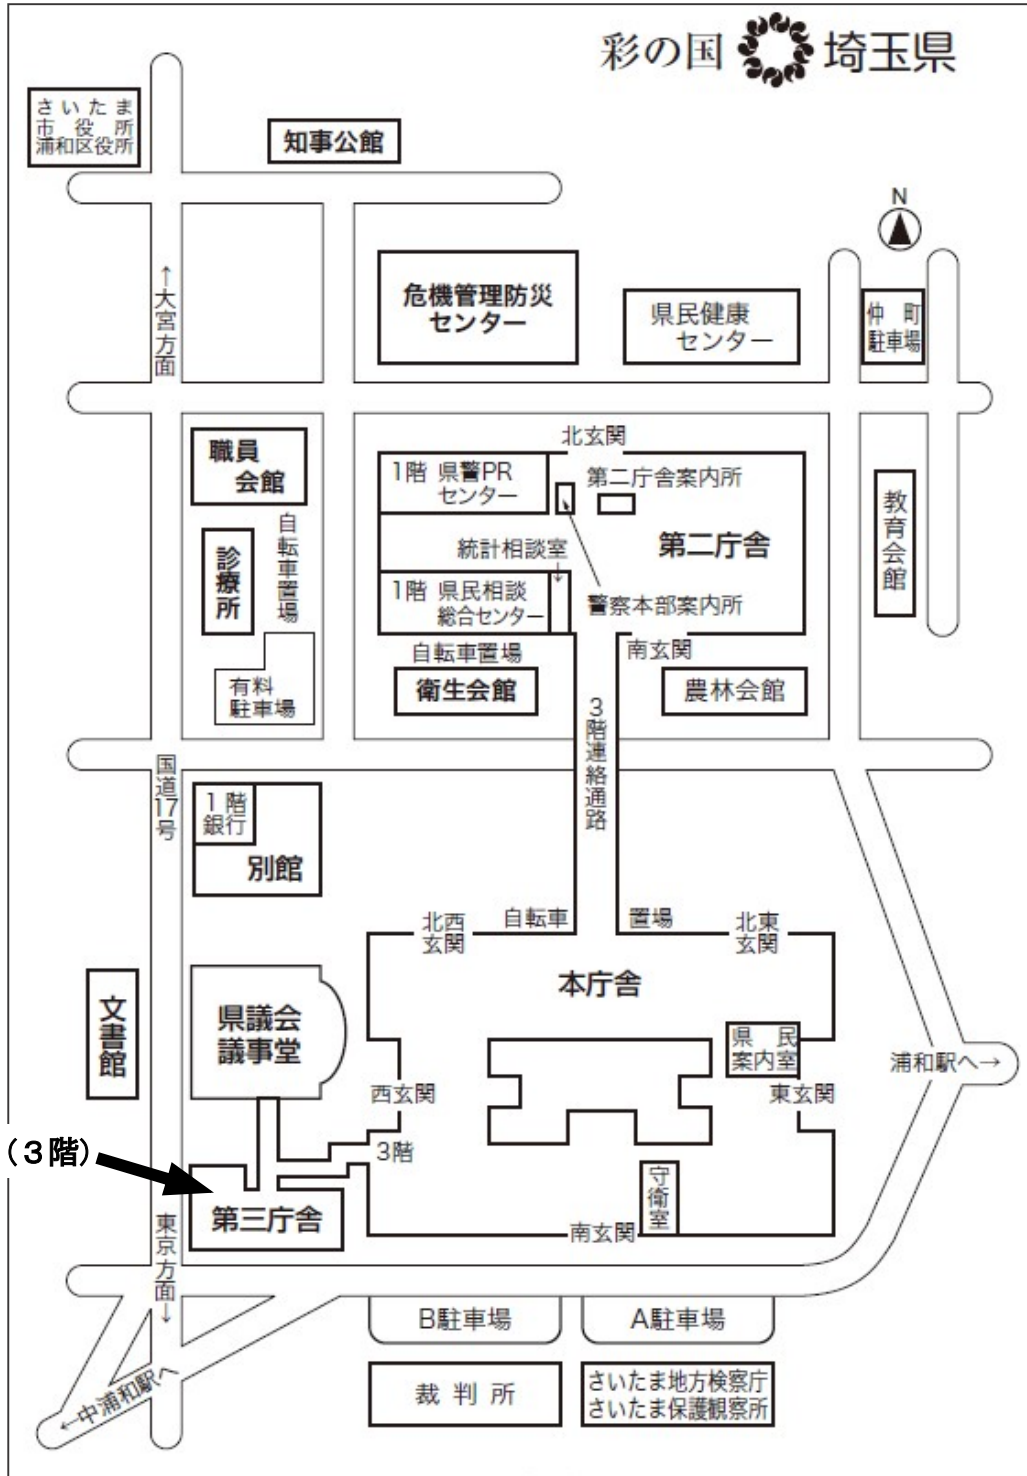 彩の国 埼玉県
さいたま
市役所
浦和区役所
知事公館
N
←大宮方面
危機管理防災
センター
県民健康
センター
仲町
駐車場
北玄関
職員
会館
1階 県警PR
センター
第二庁舎案内所
教育会館
自転車置場
診療所
統計相談室
→
第二庁舎
1階 県民相談
総合センター
警察本部案内所
自転車置場
南玄関
有料
駐車場
衛生会館
農林会館
3階連絡通路
国道17号
1階
銀行
別館
北西
玄関
自転車
置場
北東
玄関
文書館
県議会
議事堂
本庁舎
県民
案内室
浦和駅へ→
西玄関
東玄関
(3階)
3階
守衛室
第三庁舎
南玄関
東京方面→
B駐車場
A駐車場
←中浦和駅へ
裁判所
さいたま地方検察庁
さいたま保護観察所